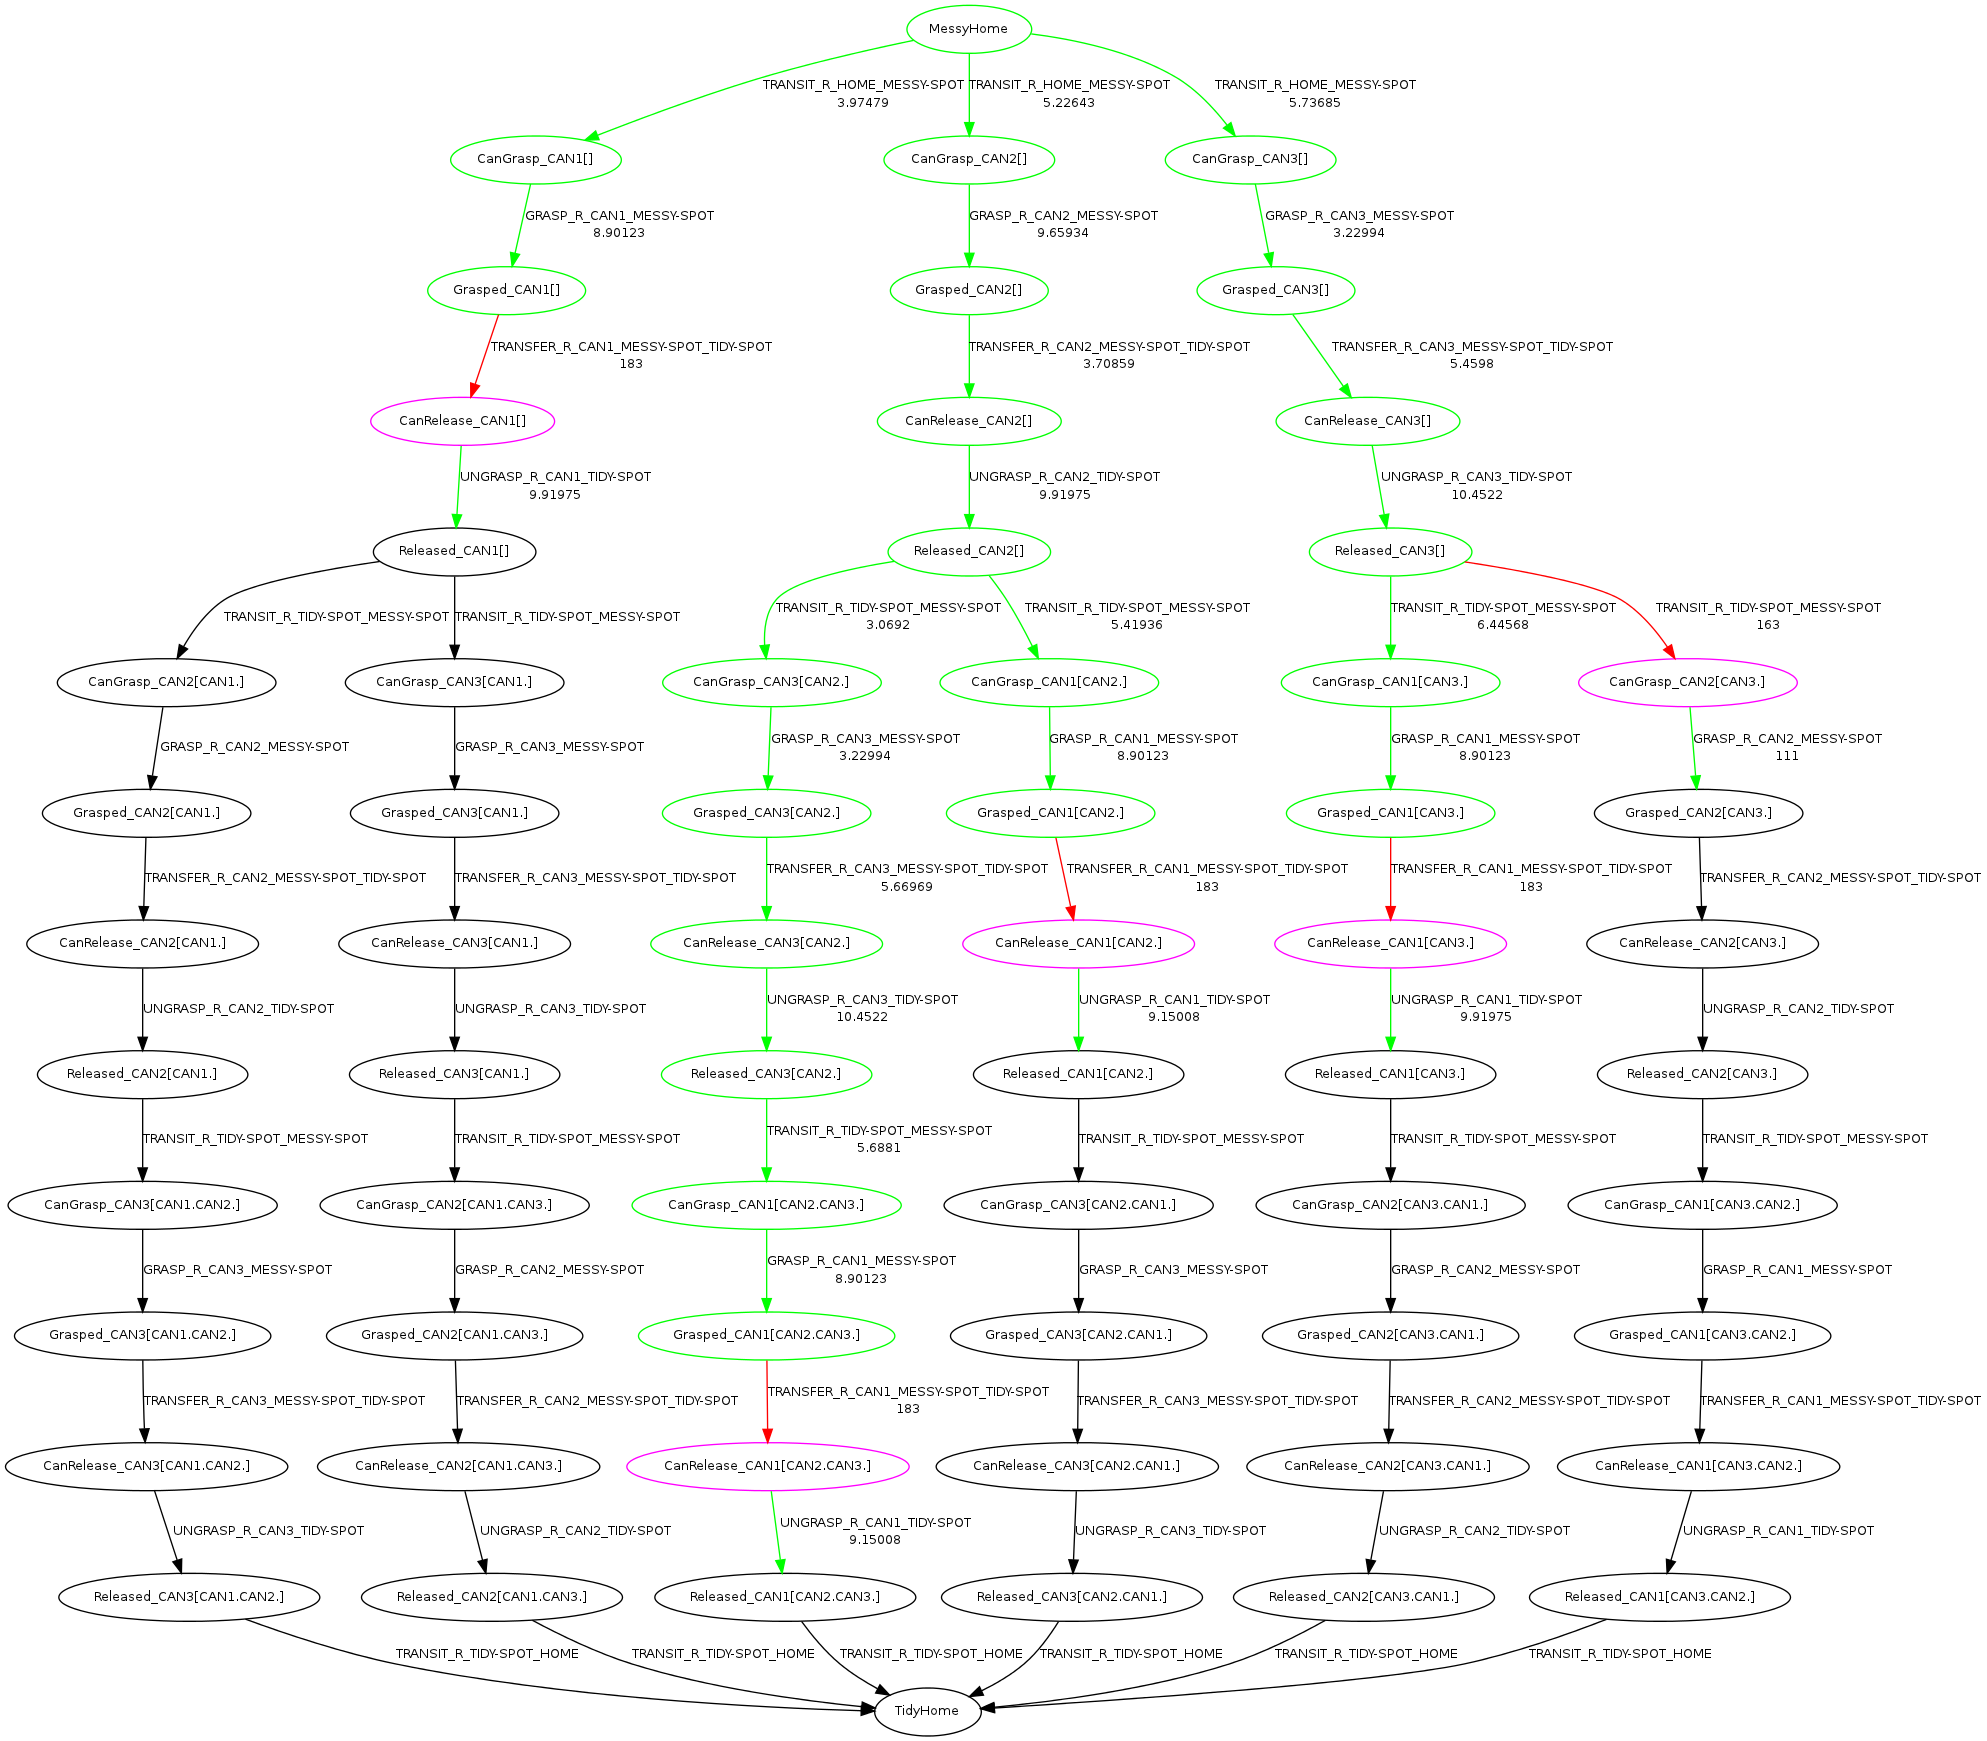 MessyHome
TRANSIT_R_HOME_MESSY-SPOT
3.97479
TRANSIT_R_HOME_MESSY-SPOT
5.22643
TRANSIT_R_HOME_MESSY-SPOT
5.73685
CanGrasp_CAN1[]
CanGrasp_CAN2[]
CanGrasp_CAN3[]
GRASP_R_CAN1_MESSY-SPOT
8.90123
GRASP_R_CAN2_MESSY-SPOT
9.65934
GRASP_R_CAN3_MESSY-SPOT
3.22994
Grasped_CAN1[]
Grasped_CAN2[]
Grasped_CAN3[]
TRANSFER_R_CAN1_MESSY-SPOT_TIDY-SPOT
183
TRANSFER_R_CAN2_MESSY-SPOT_TIDY-SPOT
3.70859
TRANSFER_R_CAN3_MESSY-SPOT_TIDY-SPOT
5.4598
CanRelease_CAN1[]
CanRelease_CAN2[]
CanRelease_CAN3[]
UNGRASP_R_CAN1_TIDY-SPOT
9.91975
UNGRASP_R_CAN2_TIDY-SPOT
9.91975
UNGRASP_R_CAN3_TIDY-SPOT
10.4522
Released_CAN1[]
Released_CAN2[]
Released_CAN3[]
TRANSIT_R_TIDY-SPOT_MESSY-SPOT
TRANSIT_R_TIDY-SPOT_MESSY-SPOT
TRANSIT_R_TIDY-SPOT_MESSY-SPOT
3.0692
TRANSIT_R_TIDY-SPOT_MESSY-SPOT
5.41936
TRANSIT_R_TIDY-SPOT_MESSY-SPOT
6.44568
TRANSIT_R_TIDY-SPOT_MESSY-SPOT
163
CanGrasp_CAN2[CAN1.]
CanGrasp_CAN3[CAN1.]
CanGrasp_CAN3[CAN2.]
CanGrasp_CAN1[CAN2.]
CanGrasp_CAN1[CAN3.]
CanGrasp_CAN2[CAN3.]
GRASP_R_CAN2_MESSY-SPOT
GRASP_R_CAN3_MESSY-SPOT
GRASP_R_CAN3_MESSY-SPOT
3.22994
GRASP_R_CAN1_MESSY-SPOT
8.90123
GRASP_R_CAN1_MESSY-SPOT
8.90123
GRASP_R_CAN2_MESSY-SPOT
111
Grasped_CAN2[CAN1.]
Grasped_CAN3[CAN1.]
Grasped_CAN3[CAN2.]
Grasped_CAN1[CAN2.]
Grasped_CAN1[CAN3.]
Grasped_CAN2[CAN3.]
TRANSFER_R_CAN2_MESSY-SPOT_TIDY-SPOT
TRANSFER_R_CAN3_MESSY-SPOT_TIDY-SPOT
TRANSFER_R_CAN3_MESSY-SPOT_TIDY-SPOT
5.66969
TRANSFER_R_CAN1_MESSY-SPOT_TIDY-SPOT
183
TRANSFER_R_CAN1_MESSY-SPOT_TIDY-SPOT
183
TRANSFER_R_CAN2_MESSY-SPOT_TIDY-SPOT
CanRelease_CAN2[CAN1.]
CanRelease_CAN3[CAN1.]
CanRelease_CAN3[CAN2.]
CanRelease_CAN1[CAN2.]
CanRelease_CAN1[CAN3.]
CanRelease_CAN2[CAN3.]
UNGRASP_R_CAN2_TIDY-SPOT
UNGRASP_R_CAN3_TIDY-SPOT
UNGRASP_R_CAN3_TIDY-SPOT
10.4522
UNGRASP_R_CAN1_TIDY-SPOT
9.15008
UNGRASP_R_CAN1_TIDY-SPOT
9.91975
UNGRASP_R_CAN2_TIDY-SPOT
Released_CAN2[CAN1.]
Released_CAN3[CAN1.]
Released_CAN3[CAN2.]
Released_CAN1[CAN2.]
Released_CAN1[CAN3.]
Released_CAN2[CAN3.]
TRANSIT_R_TIDY-SPOT_MESSY-SPOT
TRANSIT_R_TIDY-SPOT_MESSY-SPOT
TRANSIT_R_TIDY-SPOT_MESSY-SPOT
5.6881
TRANSIT_R_TIDY-SPOT_MESSY-SPOT
TRANSIT_R_TIDY-SPOT_MESSY-SPOT
TRANSIT_R_TIDY-SPOT_MESSY-SPOT
CanGrasp_CAN3[CAN1.CAN2.]
CanGrasp_CAN2[CAN1.CAN3.]
CanGrasp_CAN1[CAN2.CAN3.]
CanGrasp_CAN3[CAN2.CAN1.]
CanGrasp_CAN2[CAN3.CAN1.]
CanGrasp_CAN1[CAN3.CAN2.]
GRASP_R_CAN3_MESSY-SPOT
GRASP_R_CAN2_MESSY-SPOT
GRASP_R_CAN1_MESSY-SPOT
8.90123
GRASP_R_CAN3_MESSY-SPOT
GRASP_R_CAN2_MESSY-SPOT
GRASP_R_CAN1_MESSY-SPOT
Grasped_CAN3[CAN1.CAN2.]
Grasped_CAN2[CAN1.CAN3.]
Grasped_CAN1[CAN2.CAN3.]
Grasped_CAN3[CAN2.CAN1.]
Grasped_CAN2[CAN3.CAN1.]
Grasped_CAN1[CAN3.CAN2.]
TRANSFER_R_CAN3_MESSY-SPOT_TIDY-SPOT
TRANSFER_R_CAN2_MESSY-SPOT_TIDY-SPOT
TRANSFER_R_CAN1_MESSY-SPOT_TIDY-SPOT
183
TRANSFER_R_CAN3_MESSY-SPOT_TIDY-SPOT
TRANSFER_R_CAN2_MESSY-SPOT_TIDY-SPOT
TRANSFER_R_CAN1_MESSY-SPOT_TIDY-SPOT
CanRelease_CAN3[CAN1.CAN2.]
CanRelease_CAN2[CAN1.CAN3.]
CanRelease_CAN1[CAN2.CAN3.]
CanRelease_CAN3[CAN2.CAN1.]
CanRelease_CAN2[CAN3.CAN1.]
CanRelease_CAN1[CAN3.CAN2.]
UNGRASP_R_CAN3_TIDY-SPOT
UNGRASP_R_CAN2_TIDY-SPOT
UNGRASP_R_CAN1_TIDY-SPOT
9.15008
UNGRASP_R_CAN3_TIDY-SPOT
UNGRASP_R_CAN2_TIDY-SPOT
UNGRASP_R_CAN1_TIDY-SPOT
Released_CAN3[CAN1.CAN2.]
Released_CAN2[CAN1.CAN3.]
Released_CAN1[CAN2.CAN3.]
Released_CAN3[CAN2.CAN1.]
Released_CAN2[CAN3.CAN1.]
Released_CAN1[CAN3.CAN2.]
TRANSIT_R_TIDY-SPOT_HOME
TRANSIT_R_TIDY-SPOT_HOME
TRANSIT_R_TIDY-SPOT_HOME
TRANSIT_R_TIDY-SPOT_HOME
TRANSIT_R_TIDY-SPOT_HOME
TRANSIT_R_TIDY-SPOT_HOME
TidyHome